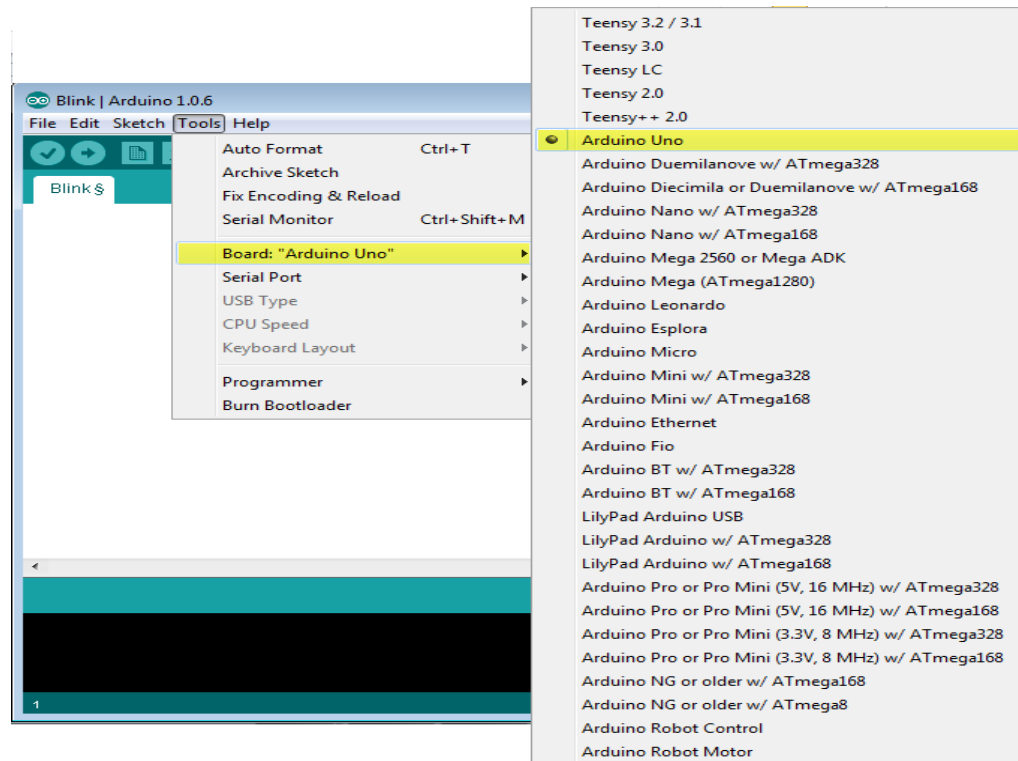 Blink | Arduino 1.0.6
File Edit Sketch Tools Help
Blink §
Auto Format Ctrl+T
Archive Sketch
Fix Encoding & Reload
Serial Monitor Ctrl+Shift+M
Board: "Arduino Uno"
Serial Port
USB Type
CPU Speed
Keyboard Layout
Programmer
Burn Bootloader
1
Teensy 3.2 / 3.1
Teensy 3.0
Teensy LC
Teensy 2.0
Teensy++ 2.0
Arduino Uno
Arduino Duemilanove w/ ATmega328
Arduino Diecimila or Duemilanove w/ ATmega168
Arduino Nano w/ ATmega328
Arduino Nano w/ ATmega168
Arduino Mega 2560 or Mega ADK
Arduino Mega (ATmega1280)
Arduino Leonardo
Arduino Esplora
Arduino Micro
Arduino Mini w/ ATmega328
Arduino Mini w/ ATmega168
Arduino Ethernet
Arduino Fio
Arduino BT w/ ATmega328
Arduino BT w/ ATmega168
LilyPad Arduino USB
LilyPad Arduino w/ ATmega328
LilyPad Arduino w/ ATmega168
Arduino Pro or Pro Mini (5V, 16 MHz) w/ ATmega328
Arduino Pro or Pro Mini (5V, 16 MHz) w/ ATmega168
Arduino Pro or Pro Mini (3.3V, 8 MHz) w/ ATmega328
Arduino Pro or Pro Mini (3.3V, 8 MHz) w/ ATmega168
Arduino NG or older w/ ATmega168
Arduino NG or older w/ ATmega8
Arduino Robot Control
Arduino Robot Motor